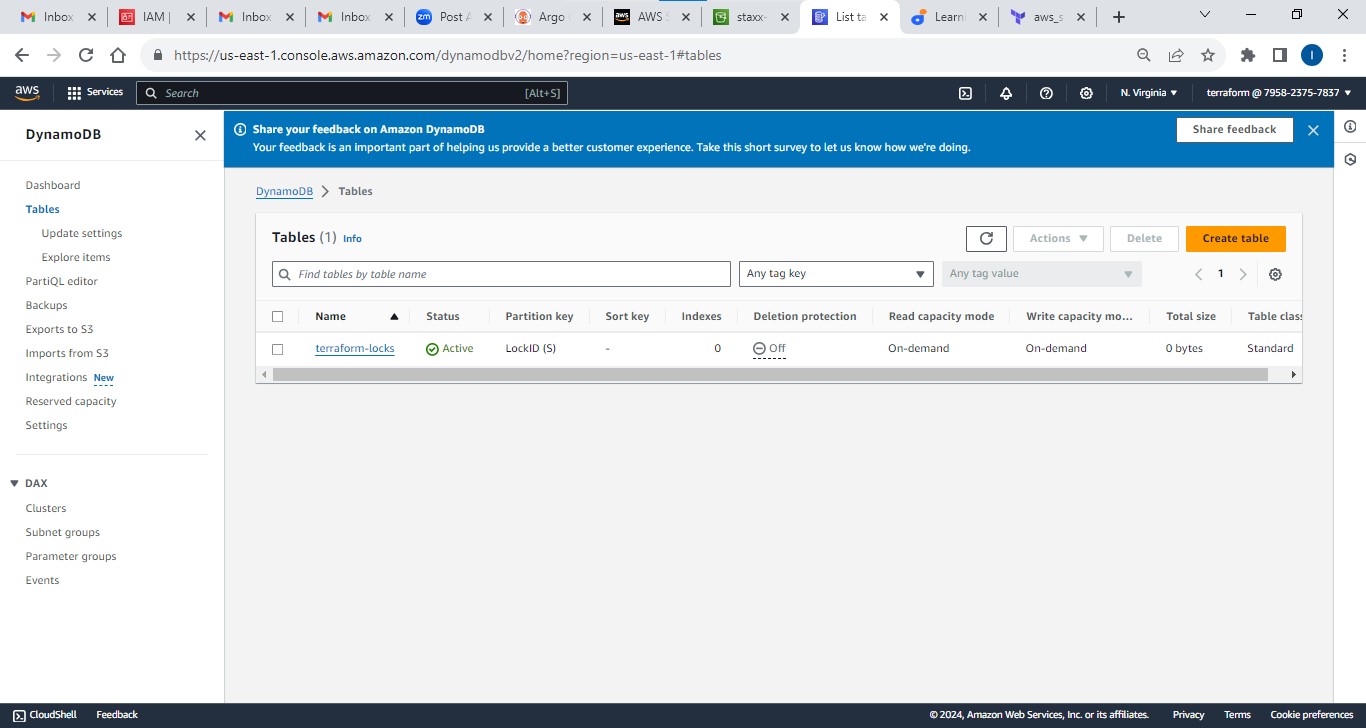 Inbox
IAM |
Inbox
Inbox
zm Post A
Argo
aws AWS S
staxx-
List ta
Learni
aws_s
https://us-east-1.console.aws.amazon.com/dynamodbv2/home?region=us-east-1#tables
I
aws Services Search [Alt+S] N. Virginia terraform @ 7958-2375-7837
DynamoDB
Dashboard
Tables
Update settings
Explore items
PartiQL editor
Backups
Exports to S3
Imports from S3
Integrations New
Reserved capacity
Settings
DAX
Clusters
Subnet groups
Parameter groups
Events
Share your feedback on Amazon DynamoDB
Your feedback is an important part of helping us provide a better customer experience. Take this short survey to let us know how we're doing.
Share feedback
DynamoDB > Tables
Tables (1) Info
Actions Delete Create table
Find tables by table name Any tag key Any tag value 1
Name Status Partition key Sort key Indexes Deletion protection Read capacity mode Write capacity mo... Total size Table clas
terraform-locks Active LockID (S) - 0 Off On-demand On-demand 0 bytes Standard
CloudShell Feedback © 2024, Amazon Web Services, Inc. or its affiliates. Privacy Terms Cookie preferences